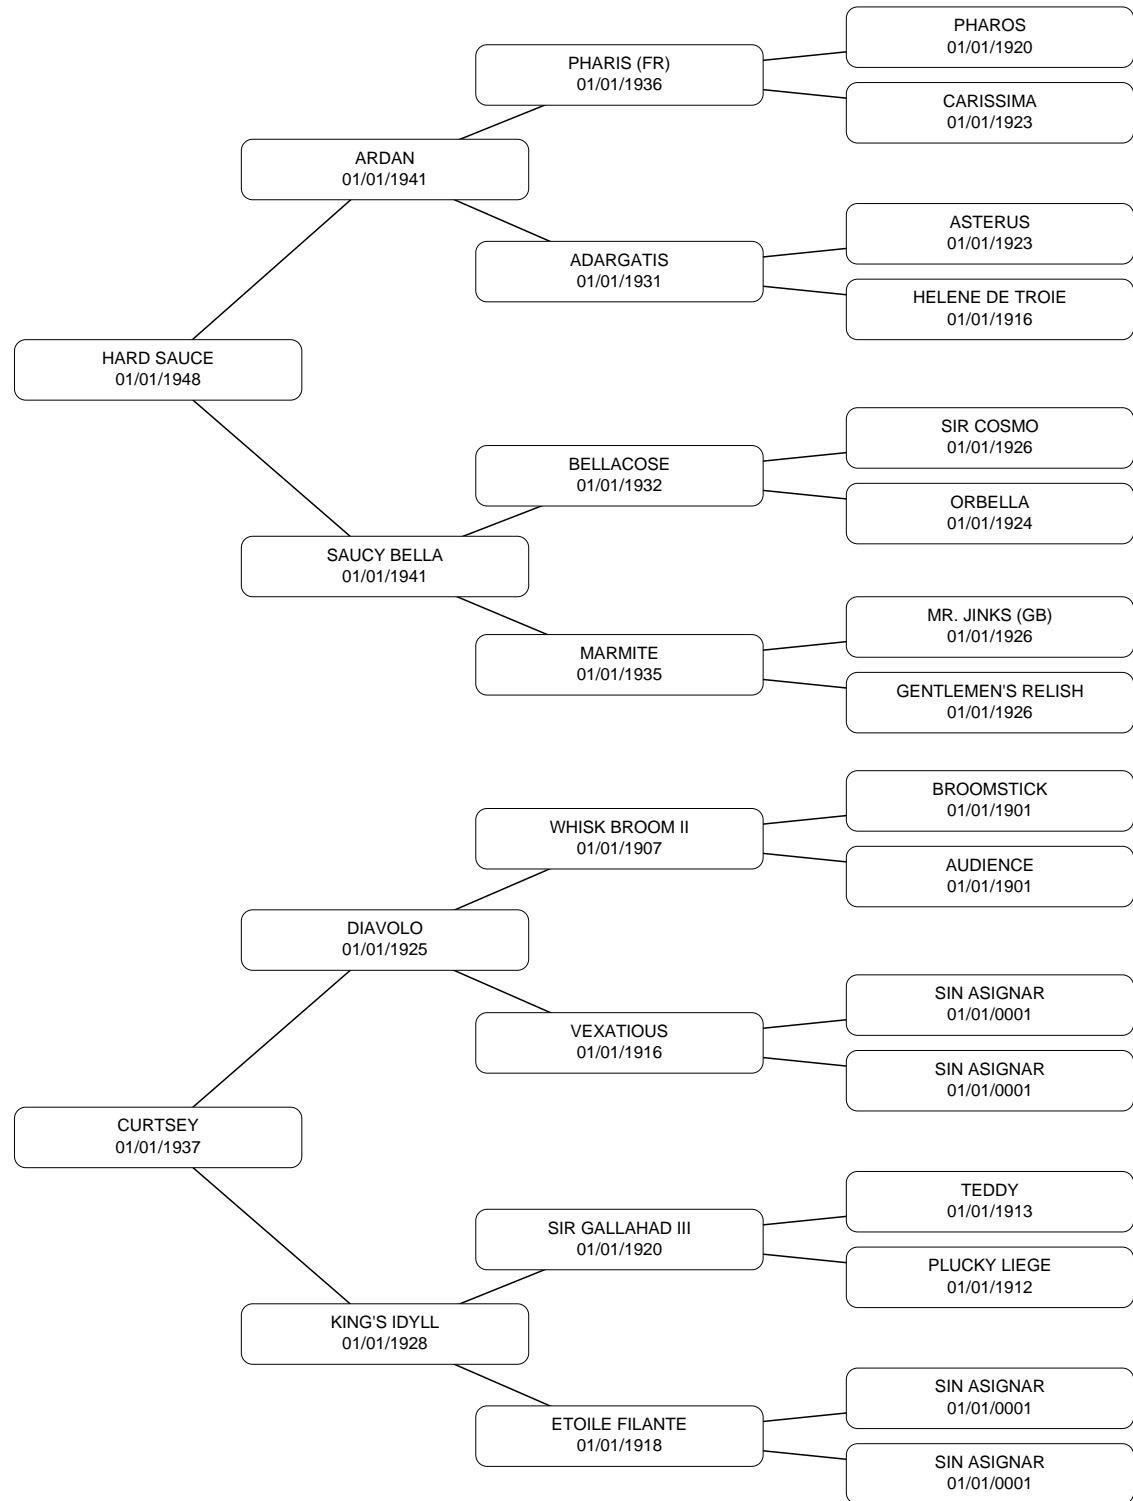 PHAROS
01/01/1920
PHARIS (FR)
01/01/1936
CARISSIMA
01/01/1923
ARDAN
01/01/1941
ASTERUS
01/01/1923
ADARGATIS
01/01/1931
HELENE DE TROIE
01/01/1916
HARD SAUCE
01/01/1948
SIR COSMO
01/01/1926
BELLACOSE
01/01/1932
ORBELLA
01/01/1924
SAUCY BELLA
01/01/1941
MR. JINKS (GB)
01/01/1926
MARMITE
01/01/1935
GENTLEMEN'S RELISH
01/01/1926
BROOMSTICK
01/01/1901
WHISK BROOM II
01/01/1907
AUDIENCE
01/01/1901
DIAVOLO
01/01/1925
SIN ASIGNAR
01/01/0001
VEXATIOUS
01/01/1916
SIN ASIGNAR
01/01/0001
CURTSEY
01/01/1937
TEDDY
01/01/1913
SIR GALLAHAD III
01/01/1920
PLUCKY LIEGE
01/01/1912
KING'S IDYLL
01/01/1928
SIN ASIGNAR
01/01/0001
ETOILE FILANTE
01/01/1918
SIN ASIGNAR
01/01/0001